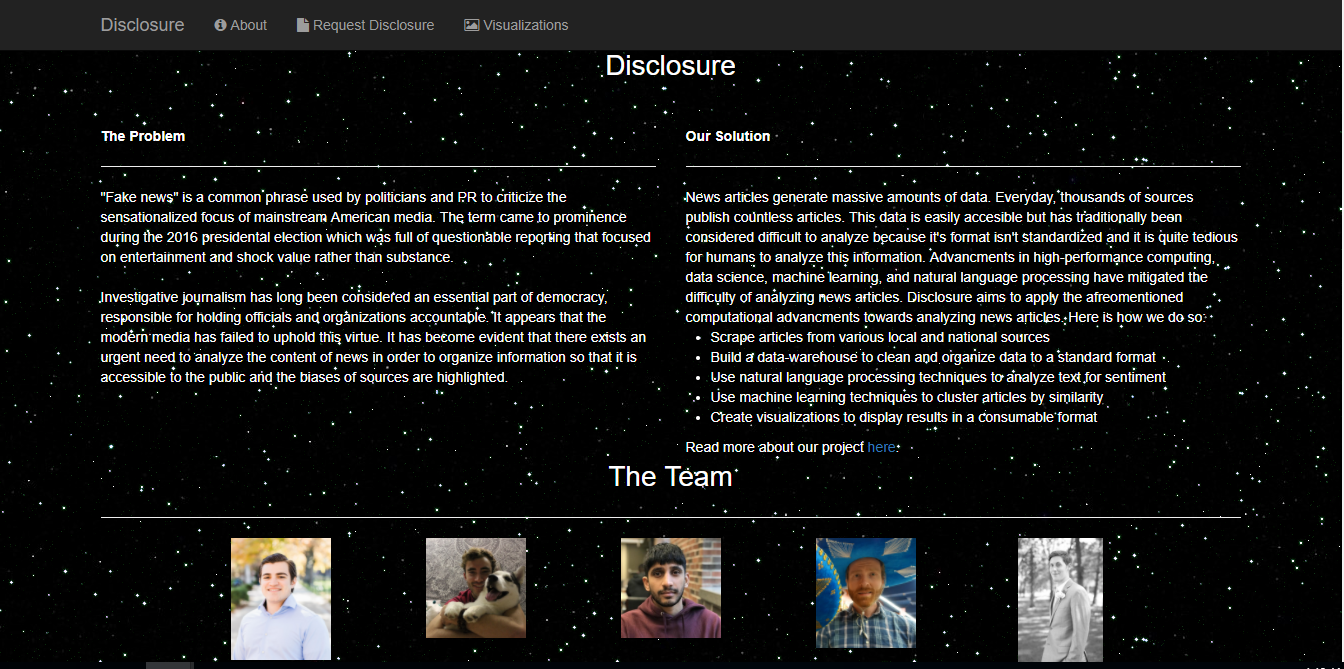 Disclosure About Request Disclosure Visualizations
Disclosure
The Problem
"Fake news" is a common phrase used by politicians and PR to criticize the
sensationalized focus of mainstream American media. The term came to prominence
during the 2016 presidential election which was full of questionable reporting that focused
on entertainment and shock value rather than substance.
Investigative journalism has long been considered an essential part of democracy,
responsible for holding officials and organizations accountable. It appears that the
modern media has failed to uphold this virtue. It has become evident that there exists an
urgent need to analyze the content of news in order to organize information so that it is
accessible to the public and the biases of sources are highlighted.
Our Solution
News articles generate massive amounts of data. Everyday, thousands of sources
publish countless articles. This data is easily accesible but has traditionally been
considered difficult to analyze because it's format isn't standardized and it is quite tedious
for humans to analyze this information. Advancments in high-performance computing,
data science, machine learning, and natural language processing have mitigated the
difficulty of analyzing news articles. Disclosure aims to apply the afreomentioned
computational advancments towards analyzing news articles. Here is how we do so:
• Scrape articles from various local and national sources
• Build a data-warehouse to clean and organize data to a standard format
• Use natural language processing techniques to analyze text for sentiment
• Use machine learning techniques to cluster articles by similarity
• Create visualizations to display results in a consumable format
Read more about our project here.
The Team